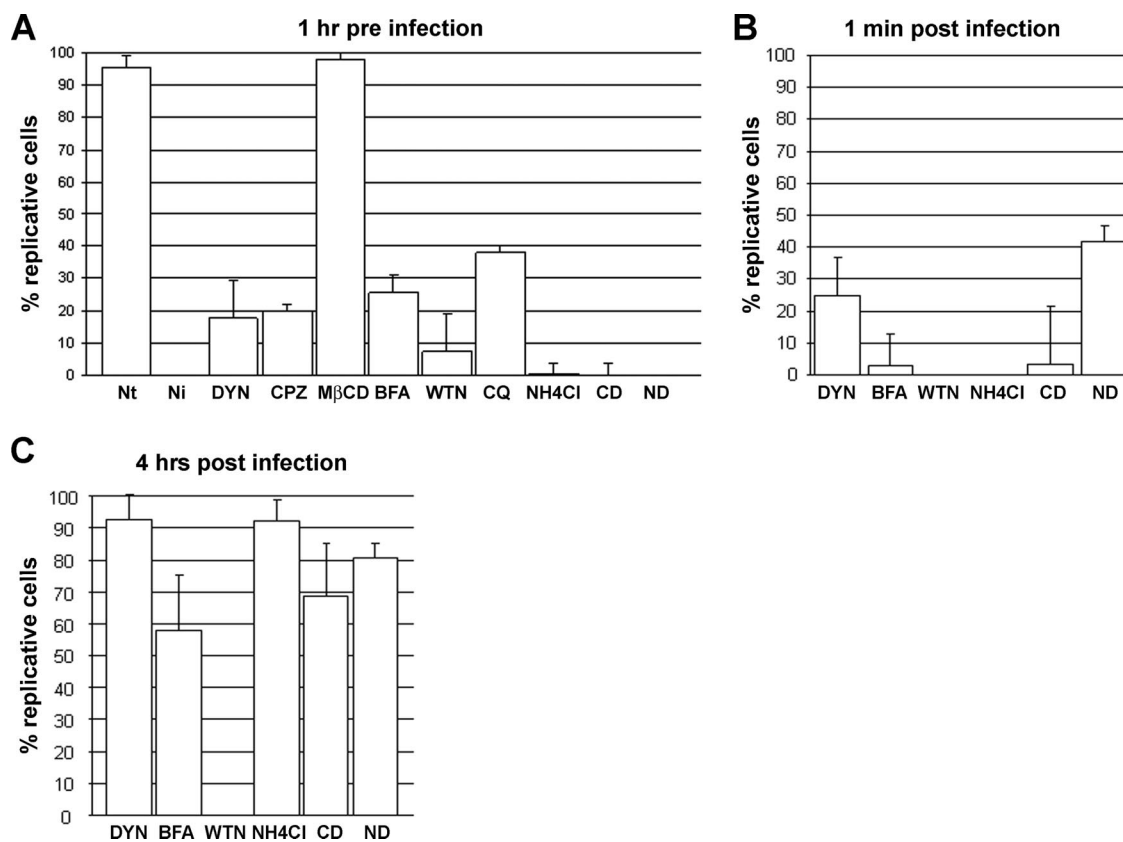 A
1 hr pre infection
% replicative cells
100
90
80
70
60
50
40
30
20
10
0
Nt Ni DYN CPZ MβCD BFA WTN CQ NH4Cl CD ND
B
1 min post infection
% replicative cells
100
90
80
70
60
50
40
30
20
10
0
DYN BFA WTN NH4Cl CD ND
C
4 hrs post infection
% replicative cells
100
90
80
70
60
50
40
30
20
10
0
DYN BFA WTN NH4Cl CD ND